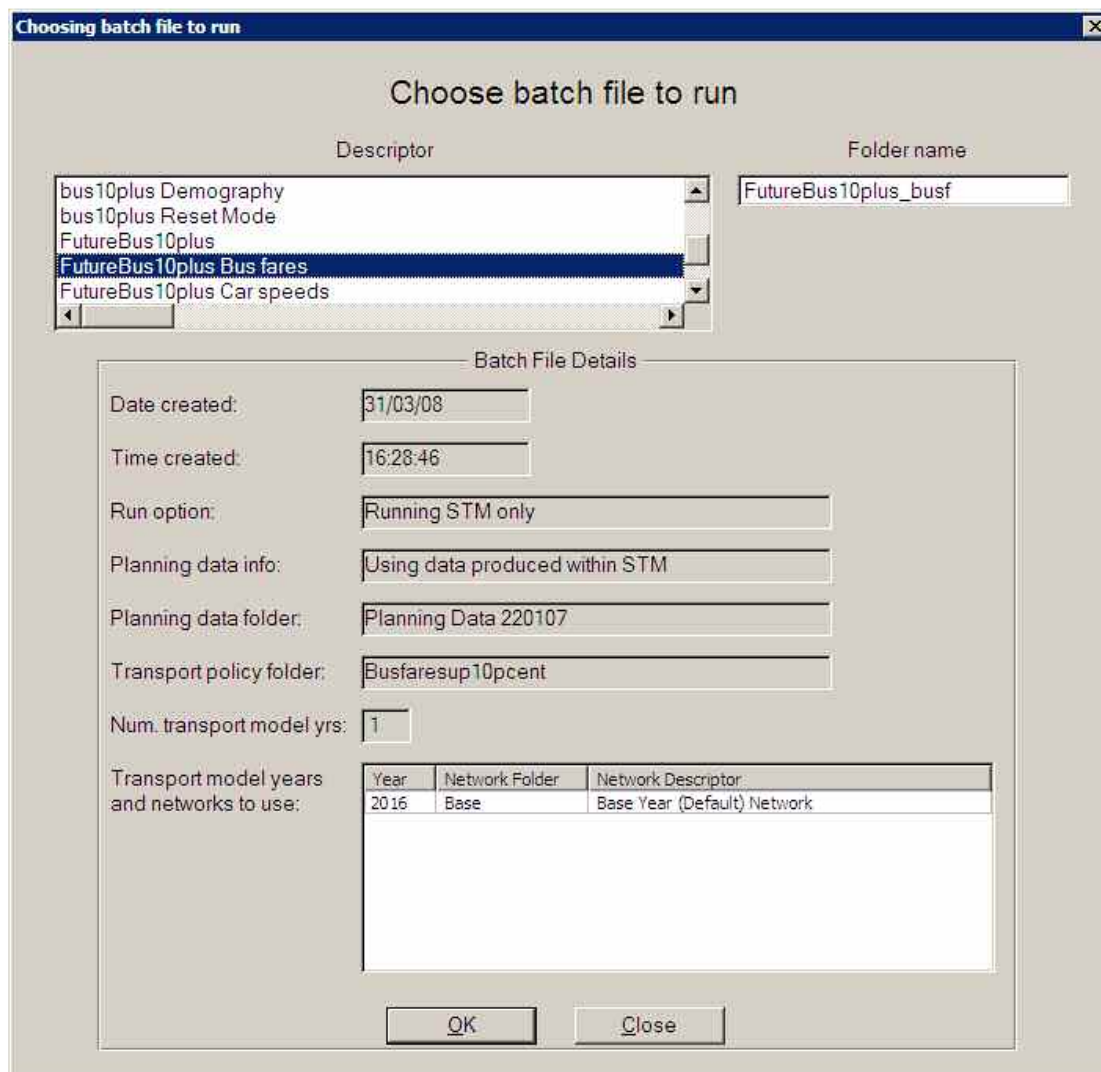 Choosing batch file to run
Choose batch file to run
Descriptor
Folder name
bus10plus Demography
bus10plus Reset Mode
FutureBus10plus
FutureBus10plus Bus fares
FutureBus10plus Car speeds
FutureBus10plus_busf
Batch File Details
Date created: 31/03/08
Time created: 16:28:46
Run option: Running STM only
Planning data info: Using data produced within STM
Planning data folder: Planning Data 220107
Transport policy folder: Busfaresup10pcent
Num. transport model yrs: 1
Transport model years
and networks to use:
Year Network Folder Network Descriptor
2016 Base Base Year (Default) Network
OK Close